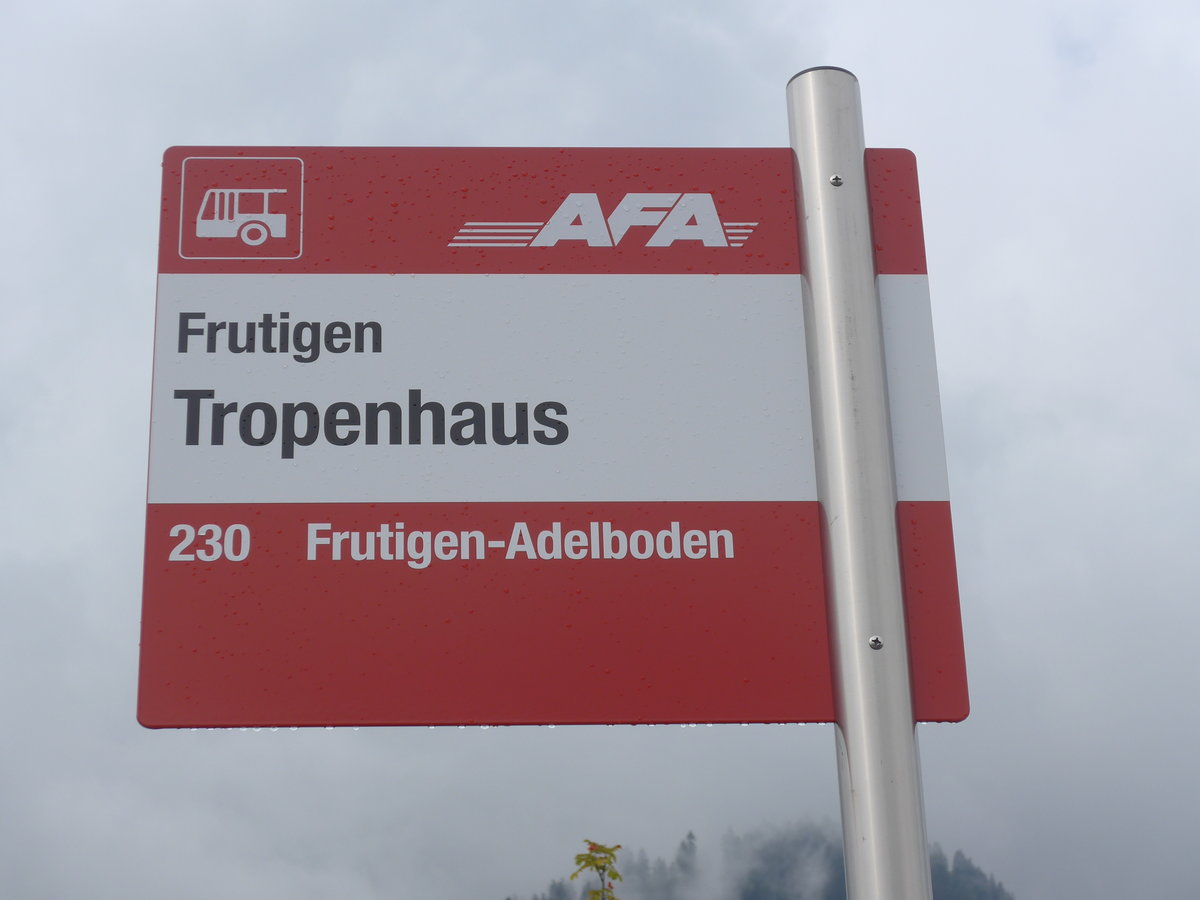 AFA
Frutigen
Tropenhaus
230 Frutigen-Adelboden